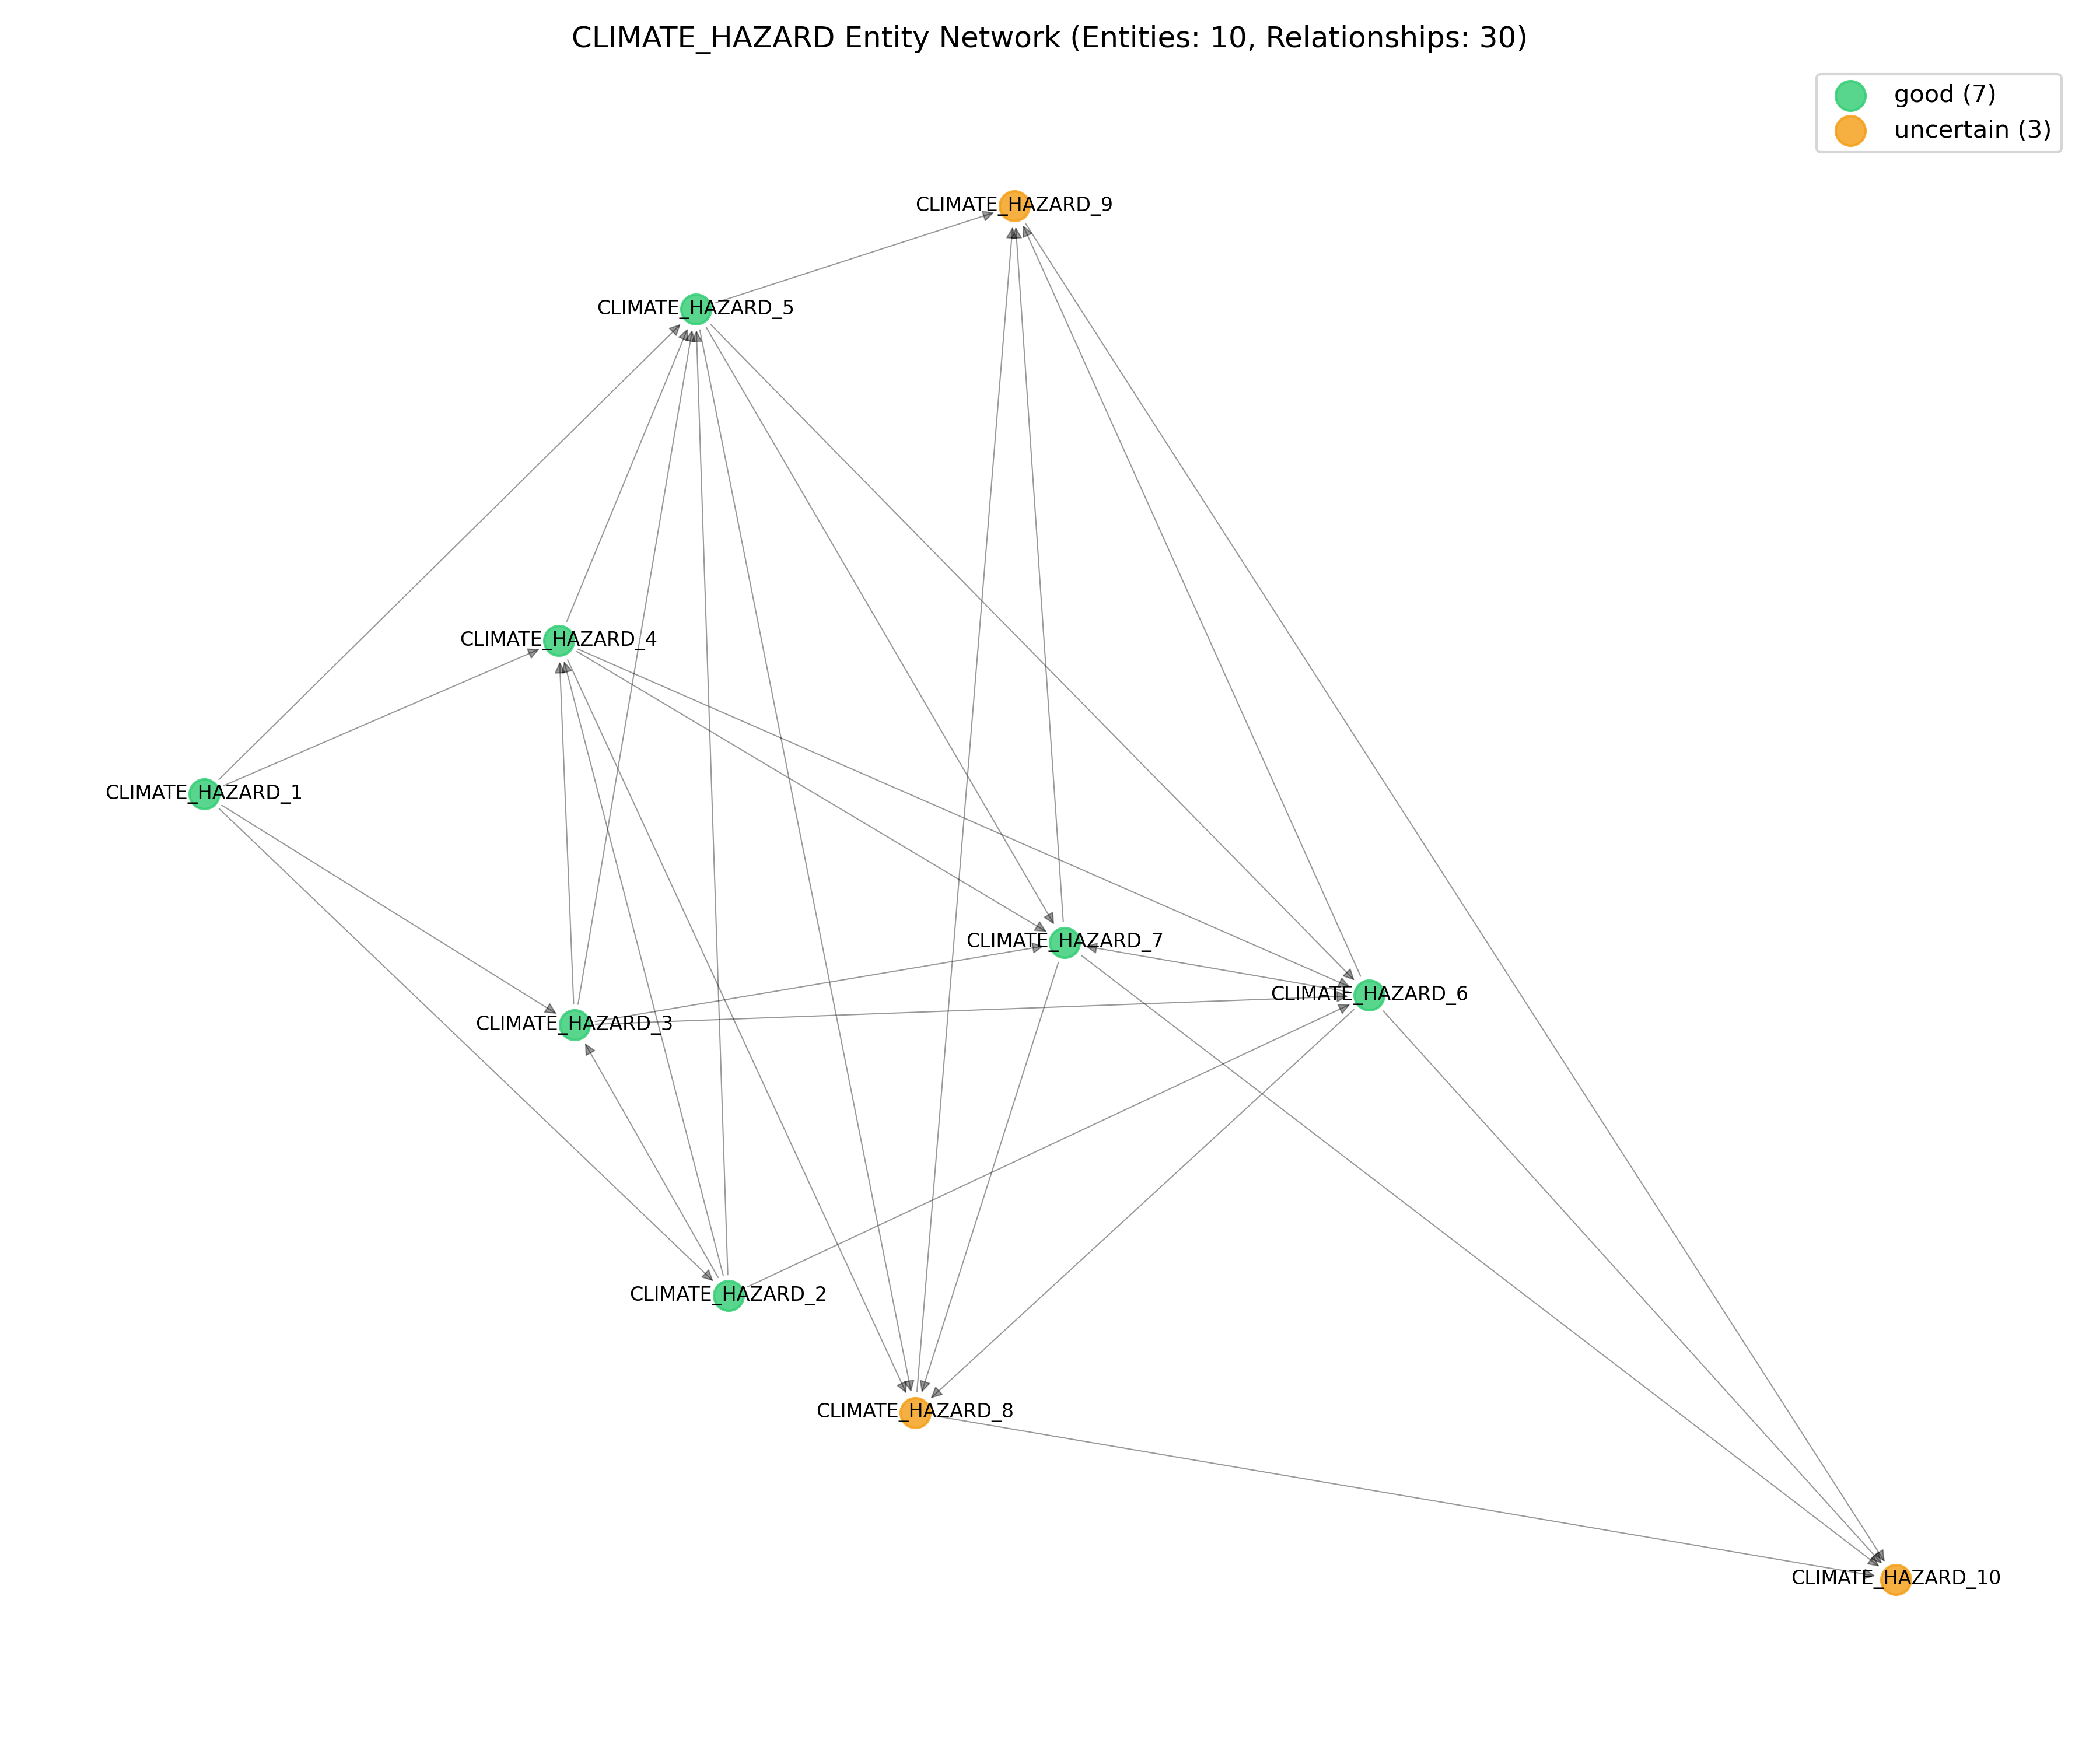 CLIMATE_HAZARD Entity Network (Entities: 10, Relationships: 30)
good (7)
uncertain (3)
CLIMATE_HAZARD_9
CLIMATE_HAZARD_5
CLIMATE_HAZARD_4
CLIMATE_HAZARD_1
CLIMATE_HAZARD_7
CLIMATE_HAZARD_6
CLIMATE_HAZARD_3
CLIMATE_HAZARD_2
CLIMATE_HAZARD_8
CLIMATE_HAZARD_10